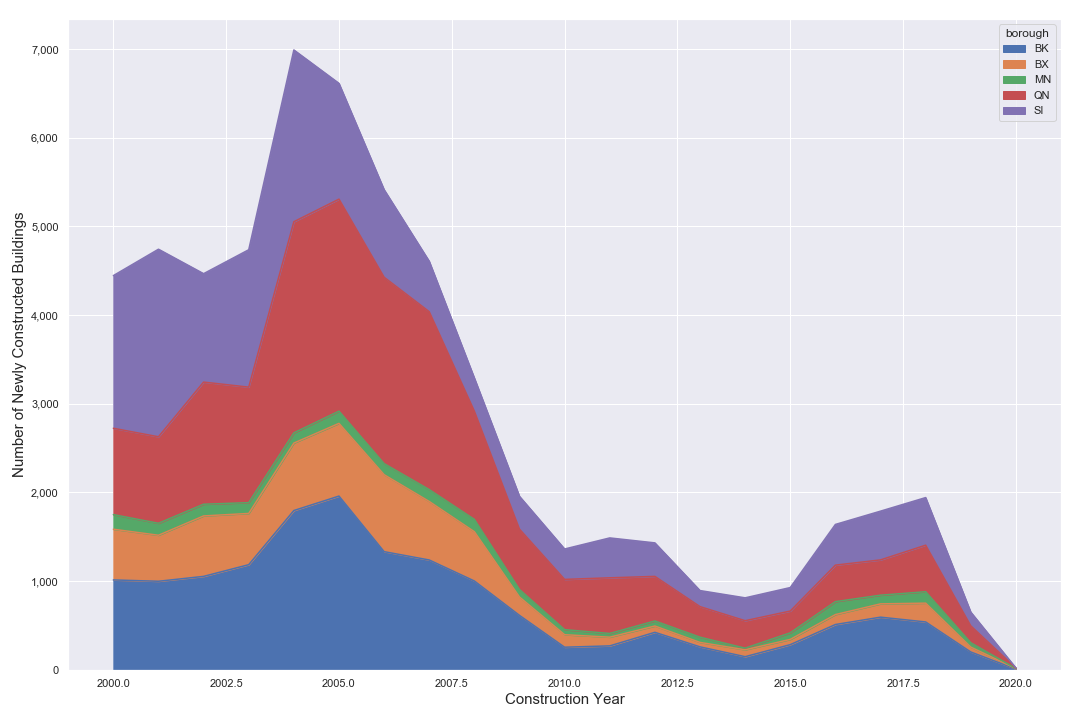 borough
BK
BX
MN
QN
SI
7,000
6,000
5,000
4,000
3,000
2,000
1,000
0
Number of Newly Constructed Buildings
2000.0 2002.5 2005.0 2007.5 2010.0 2012.5 2015.0 2017.5 2020.0
Construction Year